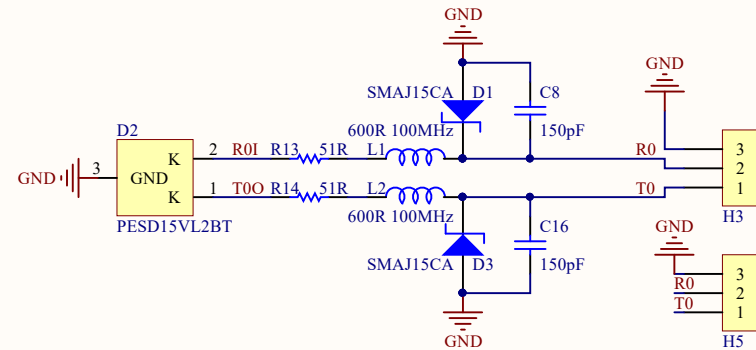 GND
GND
SMAJ15CA D1 C8
D2 600R 100MHz 150pF
K 2 R0I R13 51R L1 R0 3
GND 3 GND 2
K 1 T0O R14 51R L2 T0 1
PESD15VL2BT 600R 100MHz C16 H3
SMAJ15CA D3 150pF GND
3
R0 2
T0 1
GND H5